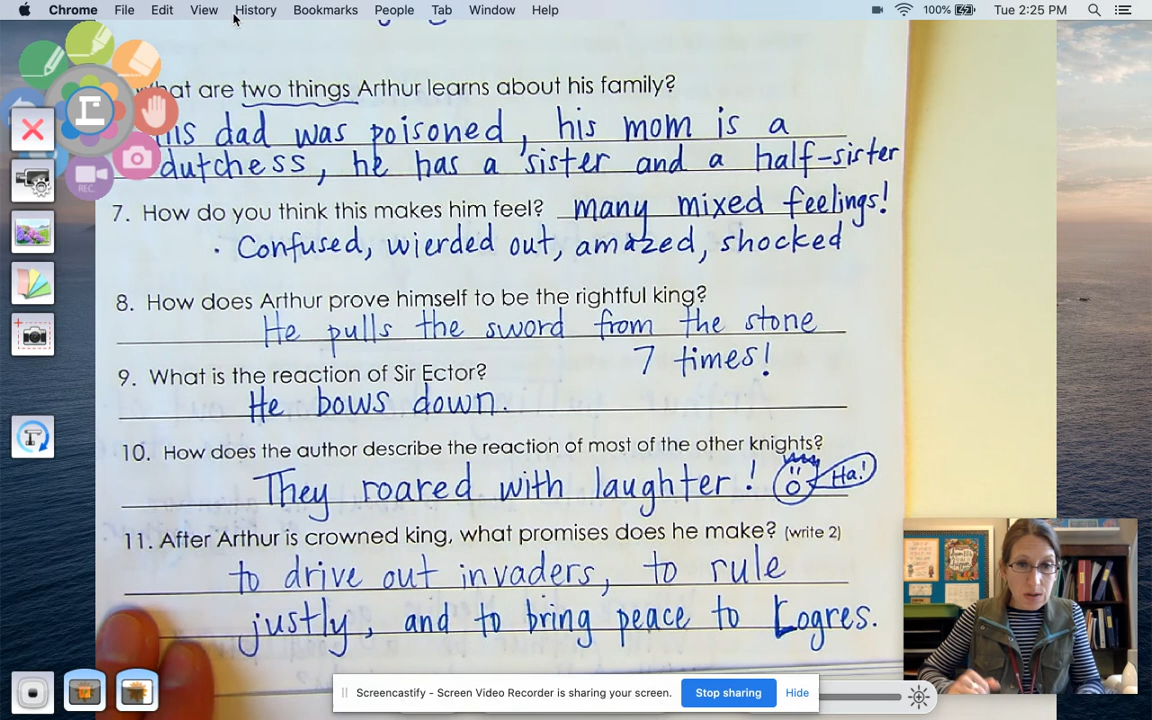 Chrome File Edit View History Bookmarks People Tab Window Help 100% Tue 2:25 PM
hat are two things Arthur learns about his family?
his dad was poisoned, his mom is a
dutchess, he has a sister and a half-sister
REC
7. How do you think this makes him feel? many mixed feelings!
· Confused, wierded out, amazed, shocked
8. How does Arthur prove himself to be the rightful king?
He pulls the sword from the stone
7 times!
9. What is the reaction of Sir Ector?
He bows down.
10. How does the author describe the reaction of most of the other knights?
They roared with laughter! Ha!
11. After Arthur is crowned king, what promises does he make? (write 2)
to drive out invaders, to rule
justly, and to bring peace to Logres.
Screencastify - Screen Video Recorder is sharing your screen. Stop sharing Hide